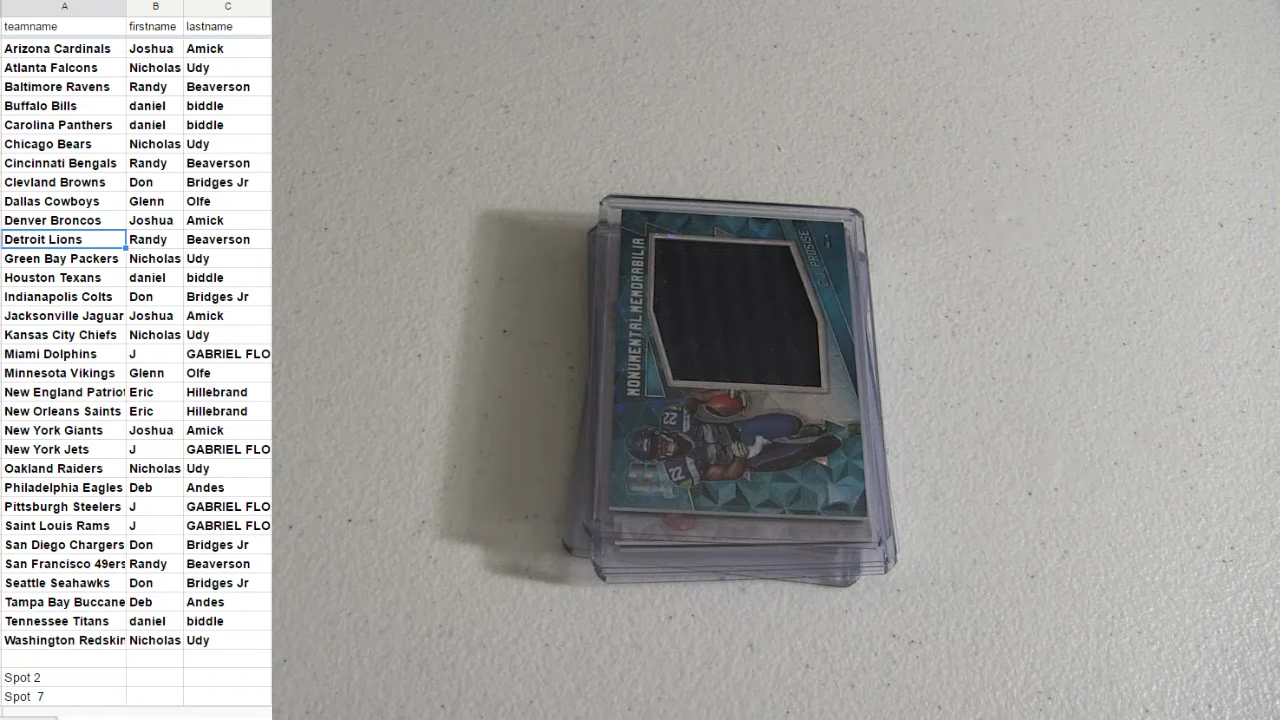 A B C
teamname firstname lastname
Arizona Cardinals Joshua Amick
Atlanta Falcons Nicholas Udy
Baltimore Ravens Randy Beaverson
Buffalo Bills daniel biddle
Carolina Panthers daniel biddle
Chicago Bears Nicholas Udy
Cincinnati Bengals Randy Beaverson
Clevland Browns Don Bridges Jr
Dallas Cowboys Glenn Olfe
Denver Broncos Joshua Amick
Detroit Lions Randy Beaverson
Green Bay Packers Nicholas Udy
Houston Texans daniel biddle
Indianapolis Colts Don Bridges Jr
Jacksonville Jaguar Joshua Amick
Kansas City Chiefs Nicholas Udy
Miami Dolphins J GABRIEL FLO
Minnesota Vikings Glenn Olfe
New England Patriot Eric Hillebrand
New Orleans Saints Eric Hillebrand
New York Giants Joshua Amick
New York Jets J GABRIEL FLO
Oakland Raiders Nicholas Udy
Philadelphia Eagles Deb Andes
Pittsburgh Steelers J GABRIEL FLO
Saint Louis Rams J GABRIEL FLO
San Diego Chargers Don Bridges Jr
San Francisco 49ers Randy Beaverson
Seattle Seahawks Don Bridges Jr
Tampa Bay Buccane Deb Andes
Tennessee Titans daniel biddle
Washington Redskin Nicholas Udy
Spot 2
Spot 7
MONUMENTAL MEMORABILIA
C.J. PROSISE
22
22